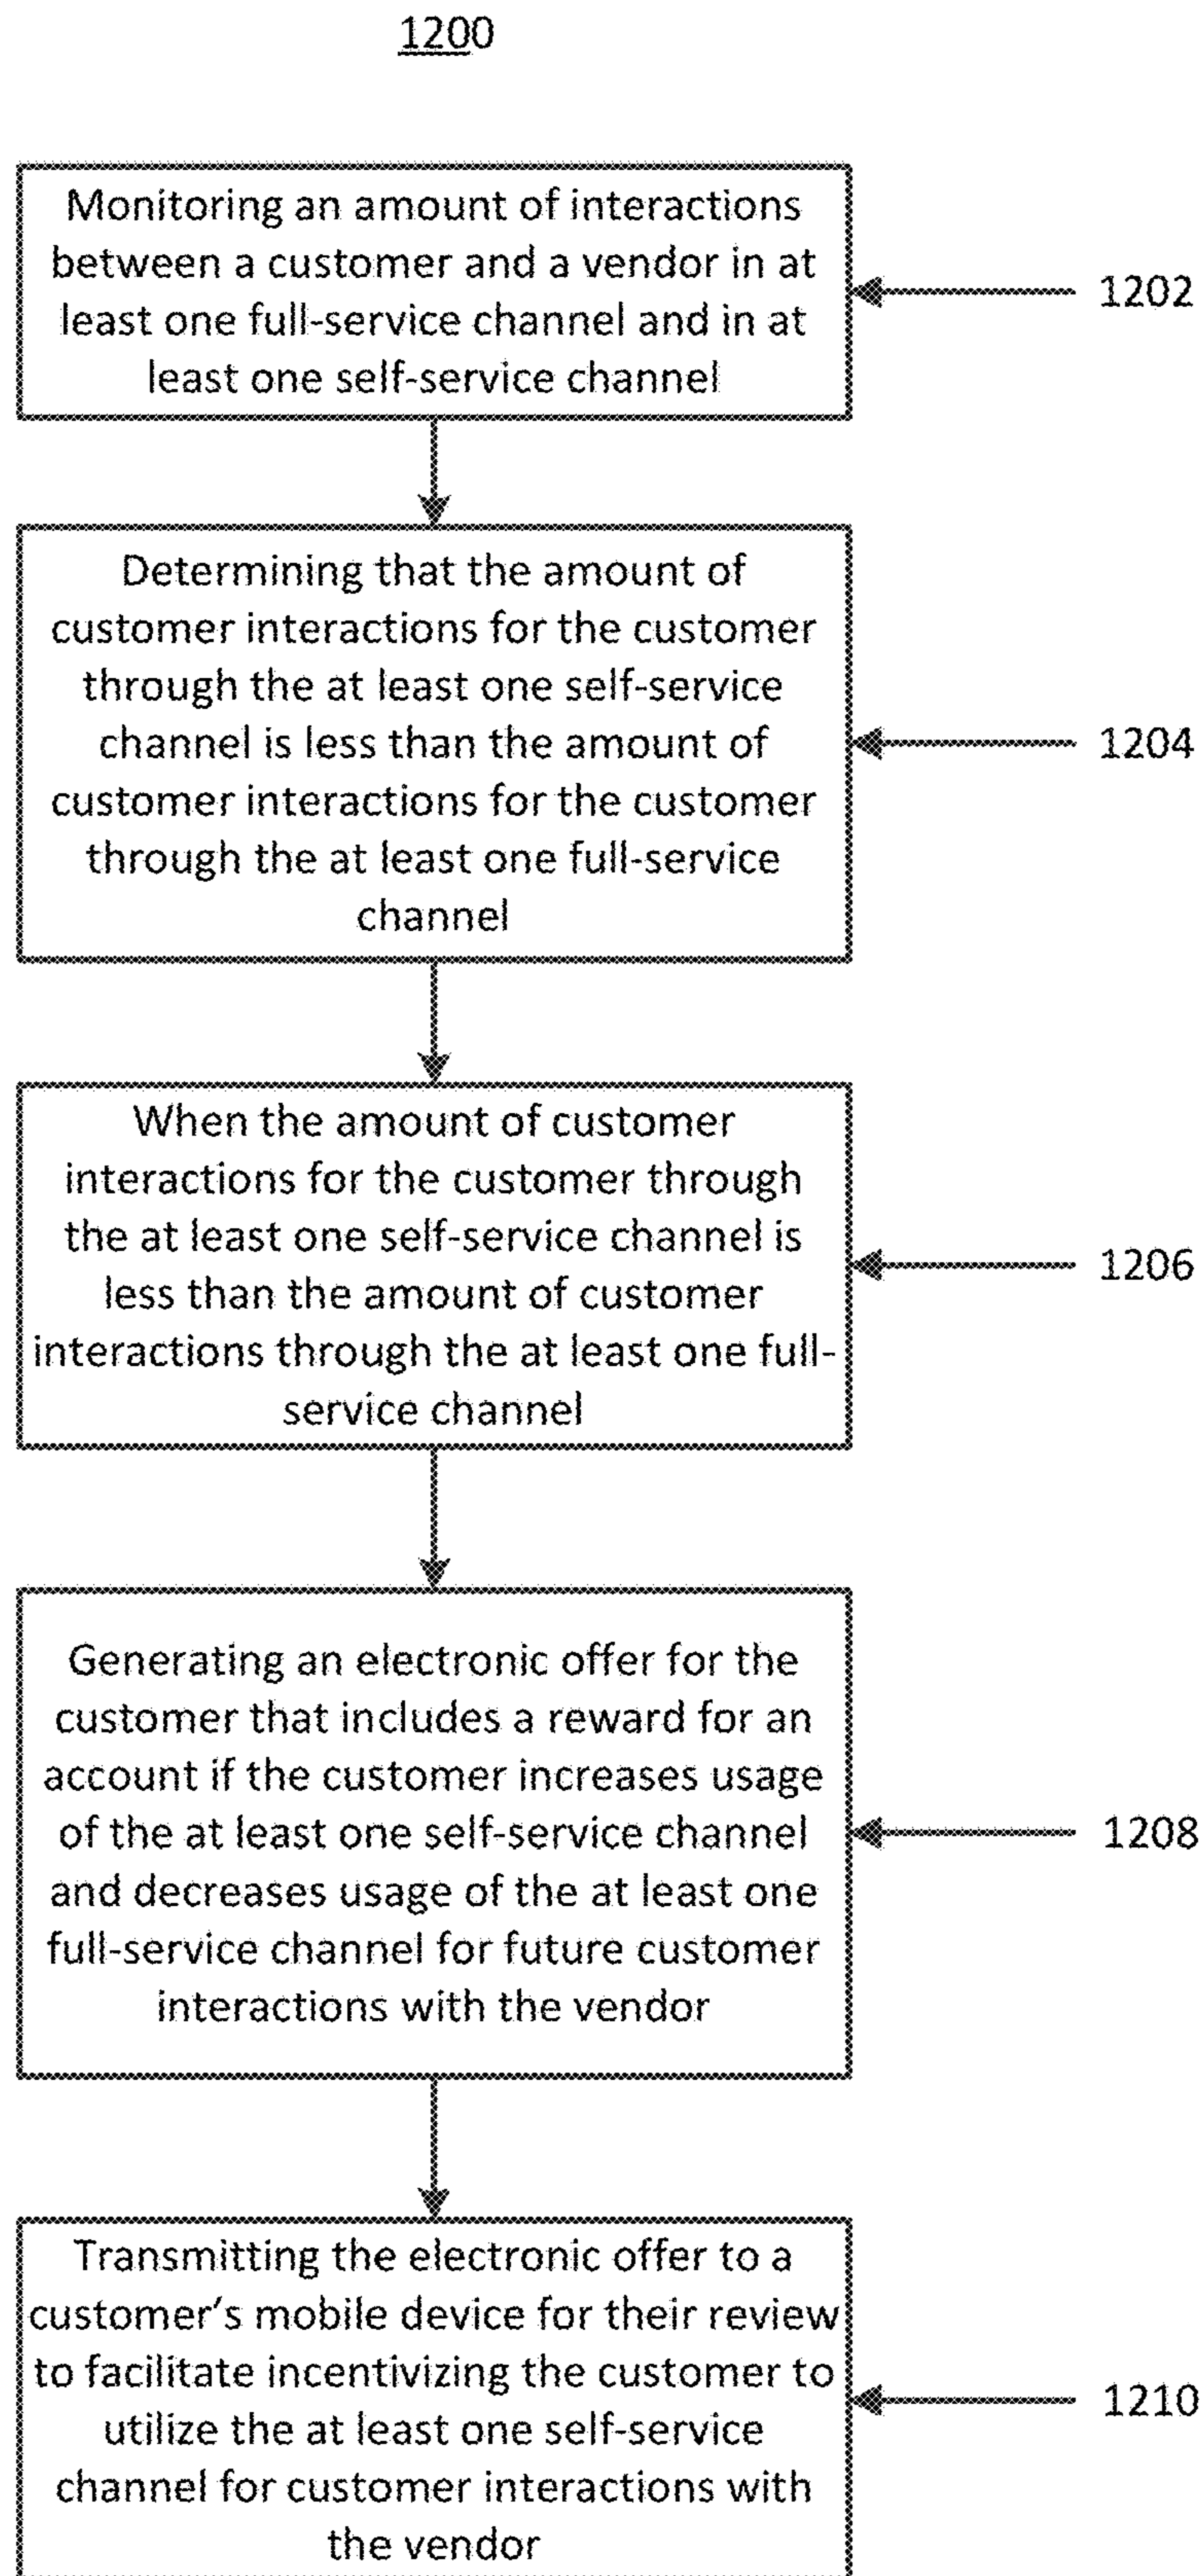 1200
Monitoring an amount of interactions
between a customer and a vendor in at
least one full-service channel and in at
least one self-service channel
1202
Determining that the amount of
customer interactions for the customer
through the at least one self-service
channel is less than the amount of
customer interactions for the customer
through the at least one full-service
channel
1204
When the amount of customer
interactions for the customer through
the at least one self-service channel is
less than the amount of customer
interactions through the at least one full-
service channel
1206
Generating an electronic offer for the
customer that includes a reward for an
account if the customer increases usage
of the at least one self-service channel
and decreases usage of the at least one
full-service channel for future customer
interactions with the vendor
1208
Transmitting the electronic offer to a
customer's mobile device for their review
to facilitate incentivizing the customer to
utilize the at least one self-service
channel for customer interactions with
the vendor
1210